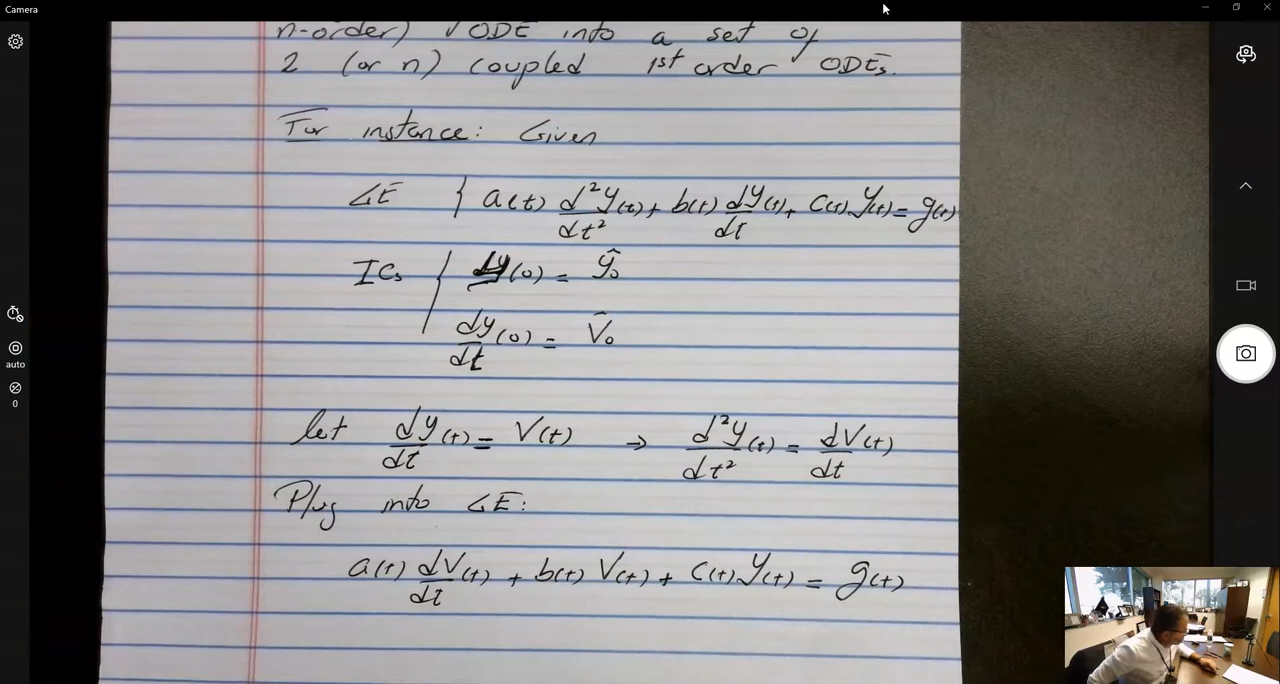 Camera
n-order) ODE into a set of
2 (or n) coupled 1st order ODEs.
For instance: Given
GE { a(t) d²y(t)/dt² + b(t) dy(t)/dt + c(t) y(t) = g(t)
ICs { y(0) = ŷ₀
dy/dt (0) = V̂₀
let dy/dt (t) = V(t) → d²y/dt² (t) = dV(t)/dt
Plug into GE:
a(t) dV/dt (t) + b(t) V(t) + c(t) y(t) = g(t)
auto
0